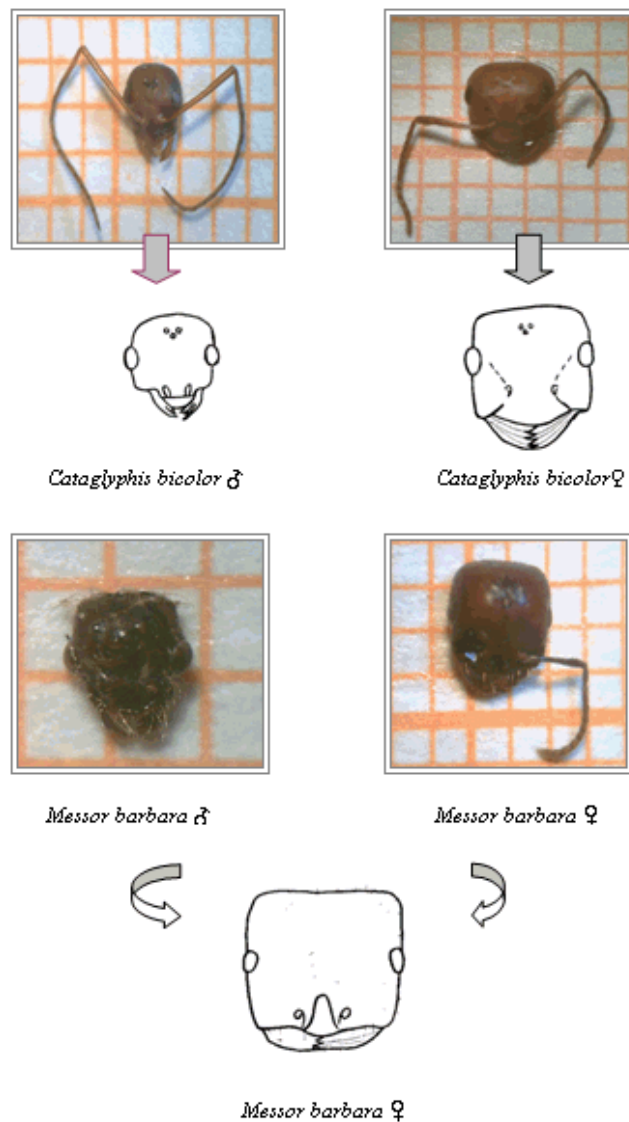 Cataglyphis bicolor ♂
Cataglyphis bicolor♀
Messor barbara ♂
Messor barbara ♀
Messor barbara ♀